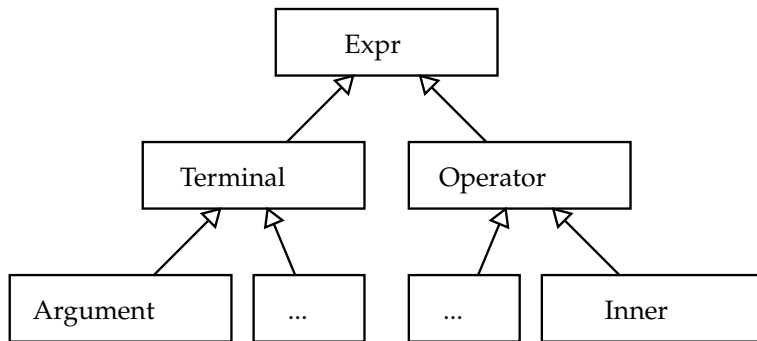 Expr
Terminal
Operator
Argument
...
...
Inner